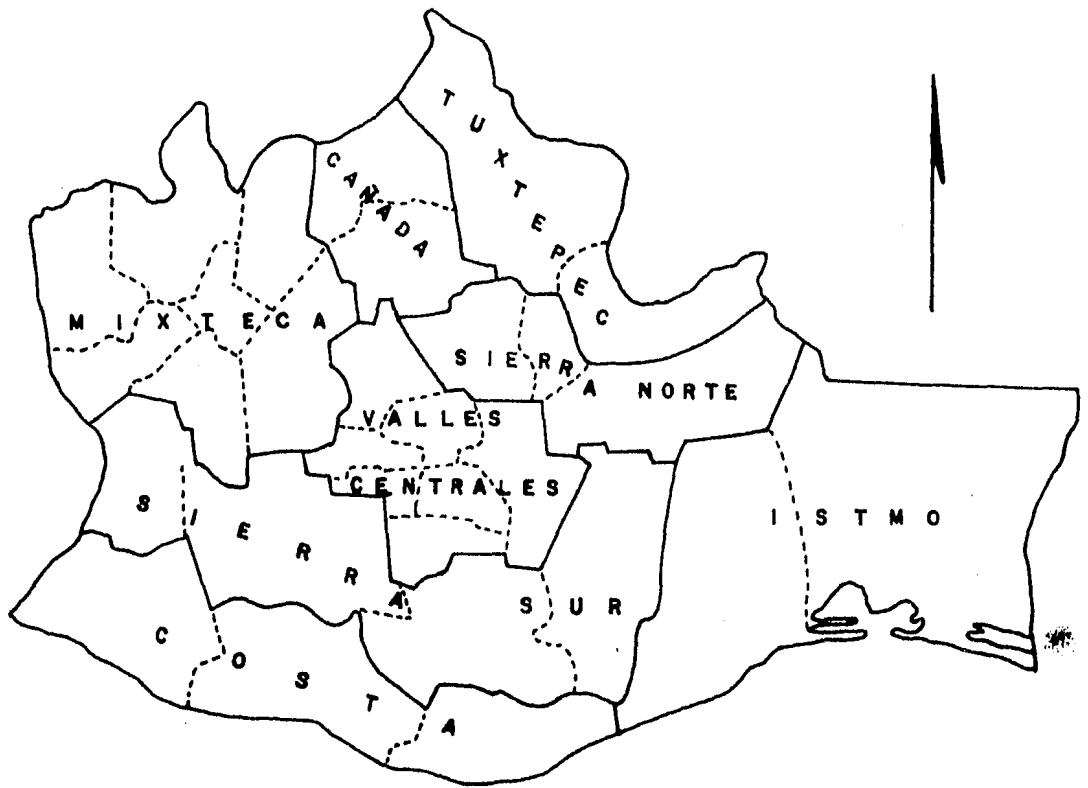 TUXTEPEC
CAÑADA
MIXTECA
SIERRA NORTE
VALLES
CENTRALES
ISTMO
SIERRA SUR
COSTA